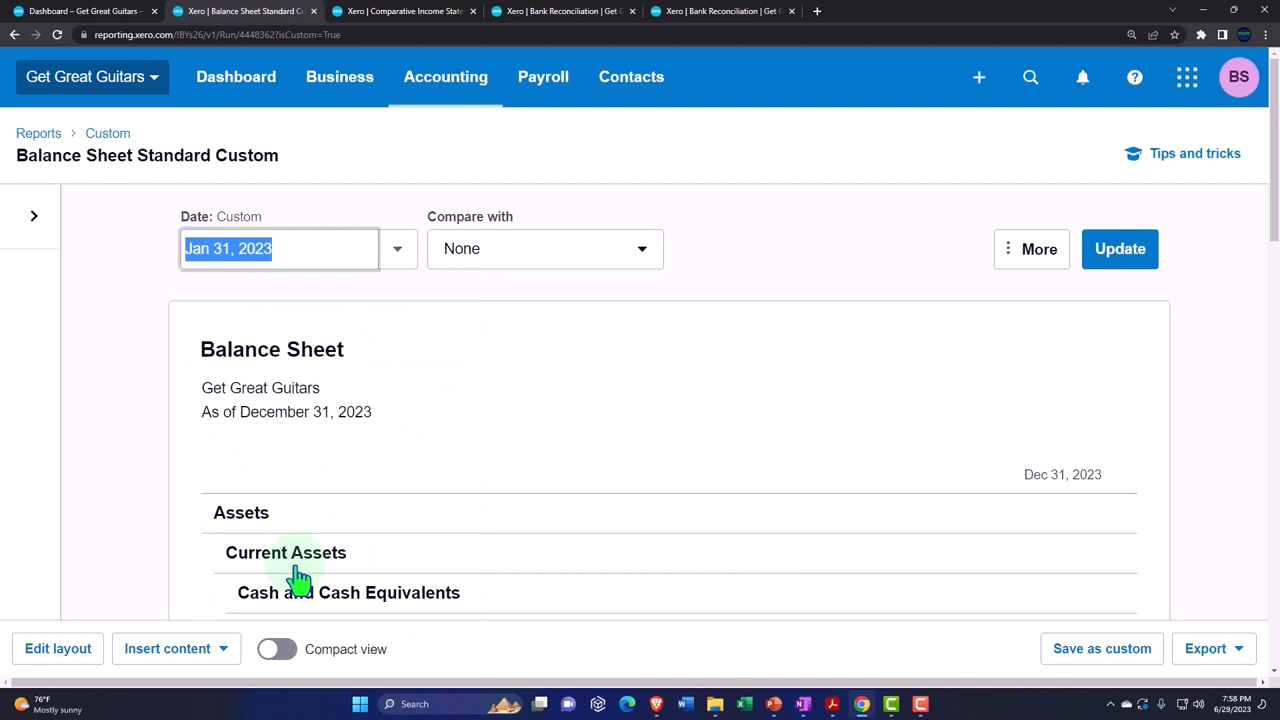 Dashboard – Get Great Guitars
Xero | Balance Sheet Standard Cu
Xero | Comparative Income State
Xero | Bank Reconciliation | Get G
Xero | Bank Reconciliation | Get G
reporting.xero.com/!BYs26/v1/Run/4448362?isCustom=True
Get Great Guitars
Dashboard
Business
Accounting
Payroll
Contacts
BS
Reports > Custom
Balance Sheet Standard Custom
Tips and tricks
Date: Custom
Compare with
Jan 31, 2023
None
More
Update
Balance Sheet
Get Great Guitars
As of December 31, 2023
Dec 31, 2023
Assets
Current Assets
Cash and Cash Equivalents
Edit layout
Insert content
Compact view
Save as custom
Export
76°F
Mostly sunny
Search
7:58 PM
6/29/2023